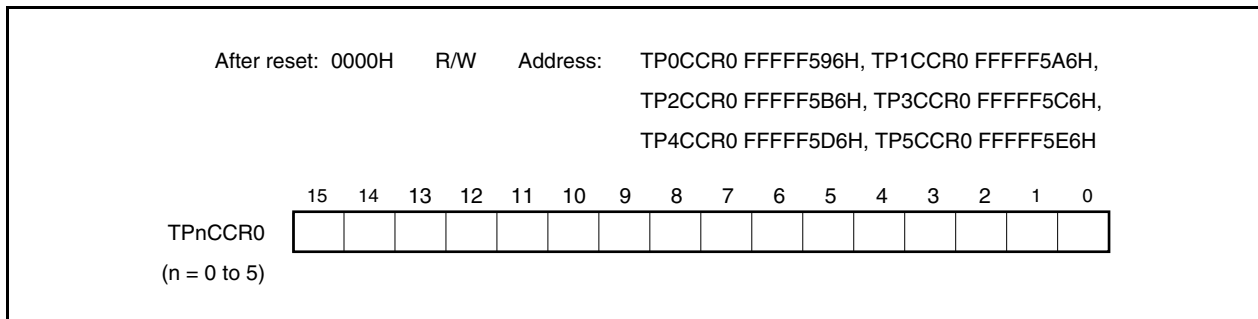 After reset: 0000H R/W Address: TP0CCR0 FFFFF596H, TP1CCR0 FFFFF5A6H,
TP2CCR0 FFFFF5B6H, TP3CCR0 FFFFF5C6H,
TP4CCR0 FFFFF5D6H, TP5CCR0 FFFFF5E6H
15 14 13 12 11 10 9 8 7 6 5 4 3 2 1 0
TPnCCR0
(n = 0 to 5)